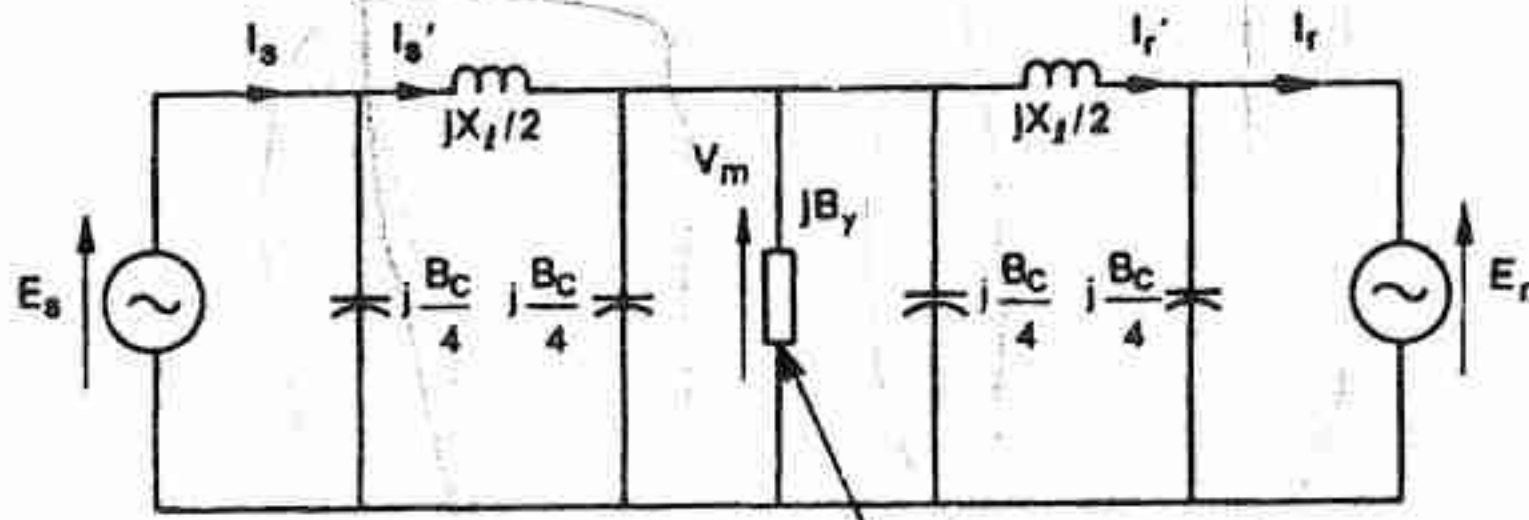 Is Is' Ir' Ir
jXl/2 jXl/2
Vm jBy
Es j Bc/4 j Bc/4 j Bc/4 j Bc/4 Er